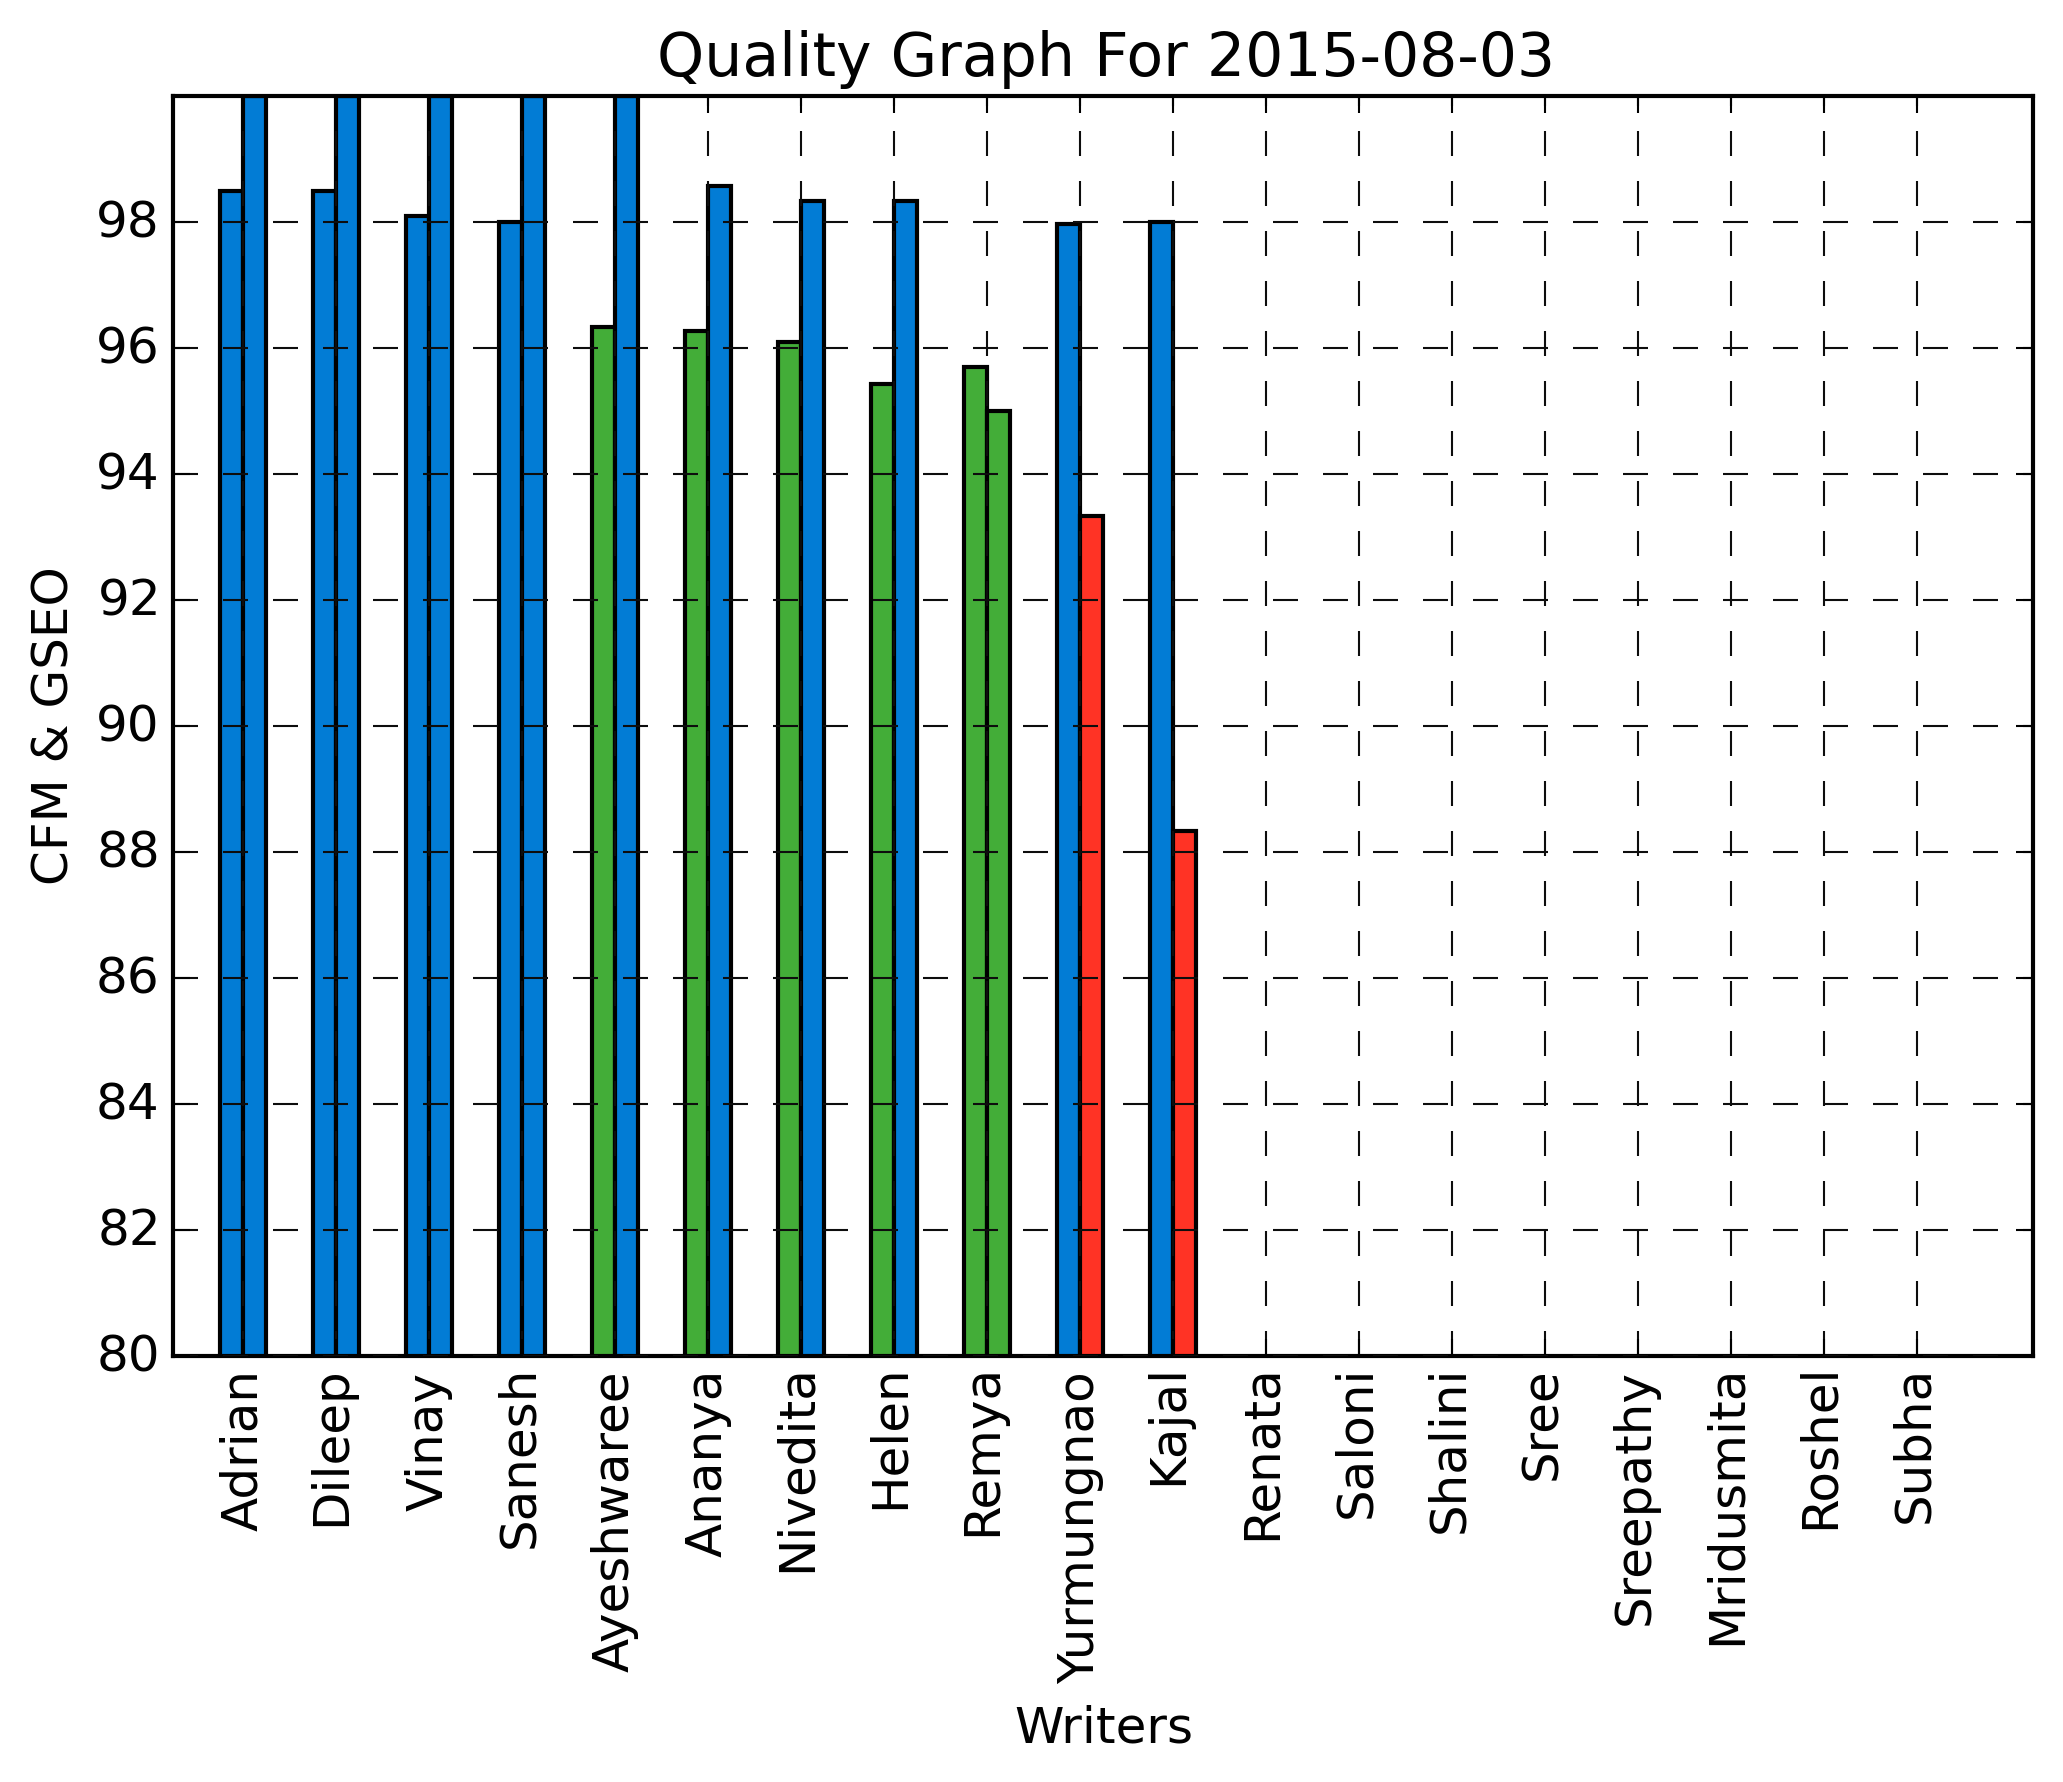 Quality Graph For 2015-08-03
CFM & GSEO
98
96
94
92
90
88
86
84
82
80
Adrian
Dileep
Vinay
Sanesh
Ayeshwaree
Ananya
Nivedita
Helen
Remya
Yurmungnao
Kajal
Renata
Saloni
Shalini
Sree
Sreepathy
Mridusmita
Roshel
Subha
Writers